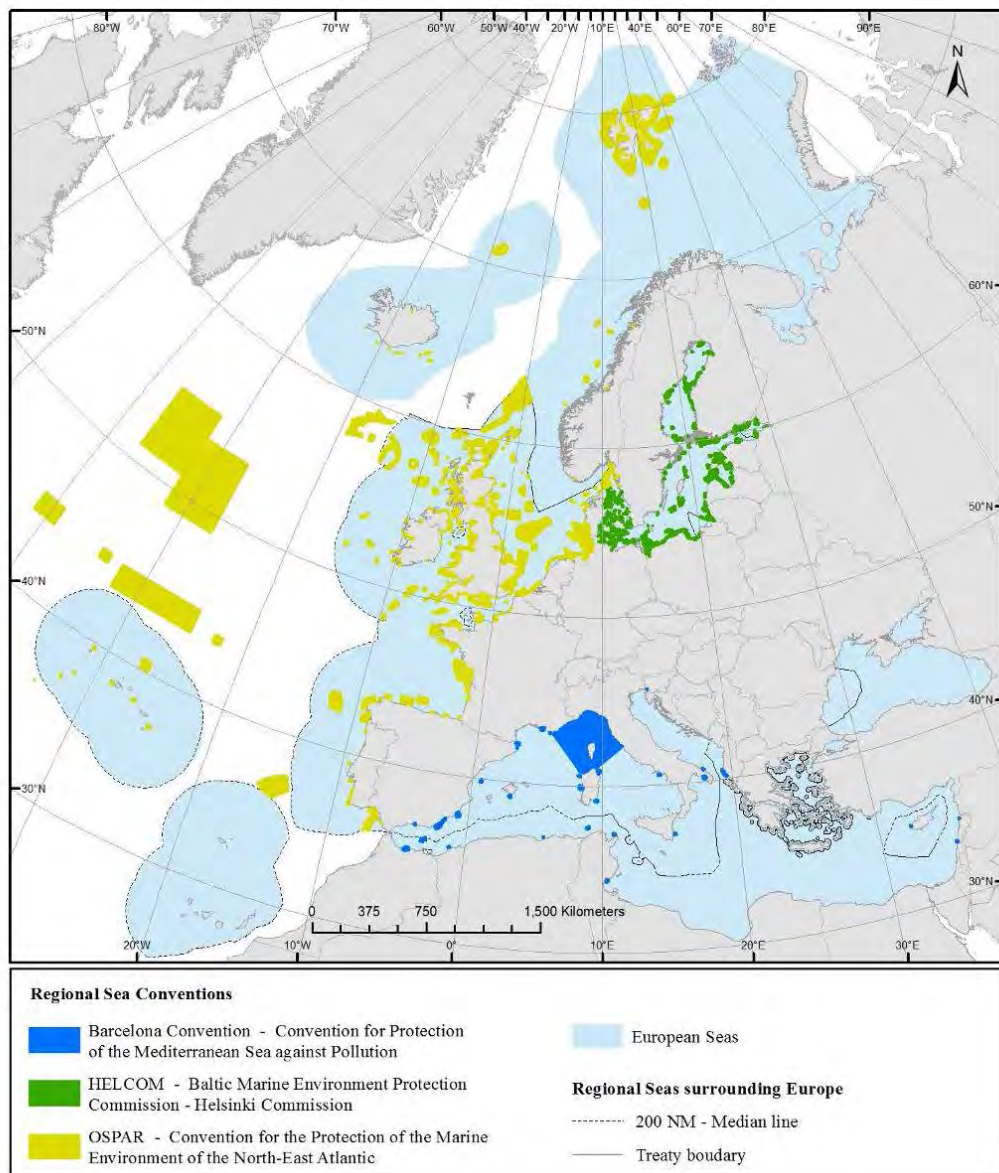 80°W
70°W
60°W
50°W 40°W 20°W 10°E 40°E 60°E 70°E 80°E
90°E
N
60°N
50°N
50°N
40°N
40°N
30°N
30°N
0 375 750 1,500 Kilometers
20°W 10°W 0° 10°E 20°E 30°E
Regional Sea Conventions
Barcelona Convention - Convention for Protection
of the Mediterranean Sea against Pollution
HELCOM - Baltic Marine Environment Protection
Commission - Helsinki Commission
OSPAR - Convention for the Protection of the Marine
Environment of the North-East Atlantic
European Seas
Regional Seas surrounding Europe
200 NM - Median line
Treaty boudary